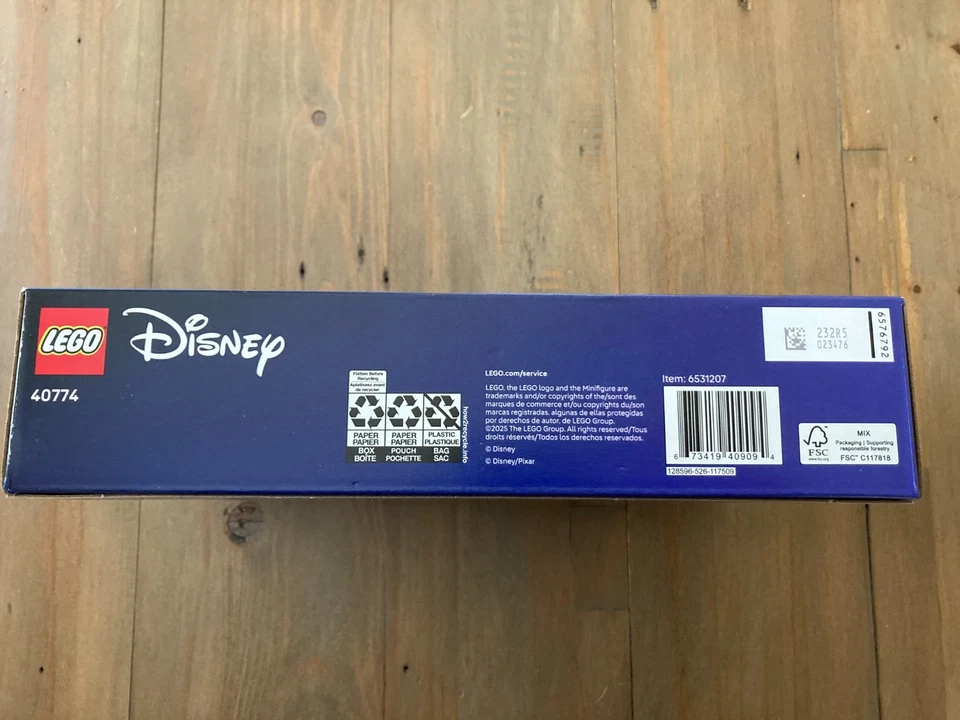 LEGO
DISNEY
40774
Flatten Before
Recycling
Aplatissez avant
de recycler
PAPER
PAPIER
BOX
BOÎTE
PAPER
PAPIER
POUCH
POCHETTE
PLASTIC
PLASTIQUE
BAG
SAC
how2recycle.info
LEGO.com/service
LEGO, the LEGO logo and the Minifigure are
trademarks and/or copyrights of the/sont des
marques de commerce et/ou copyrights du/son
marcas registradas, algunas de ellas protegidas
por derechos de autor, de LEGO Group.
©2025 The LEGO Group. All rights reserved/Tous
droits réservés/Todos los derechos reservados.
© Disney
© Disney/Pixar
Item: 6531207
6 73419 40909 4
128596-526-117509
232R5
023476
6576792
FSC
www.fsc.org
MIX
Packaging | Supporting
responsible forestry
FSC™ C117818